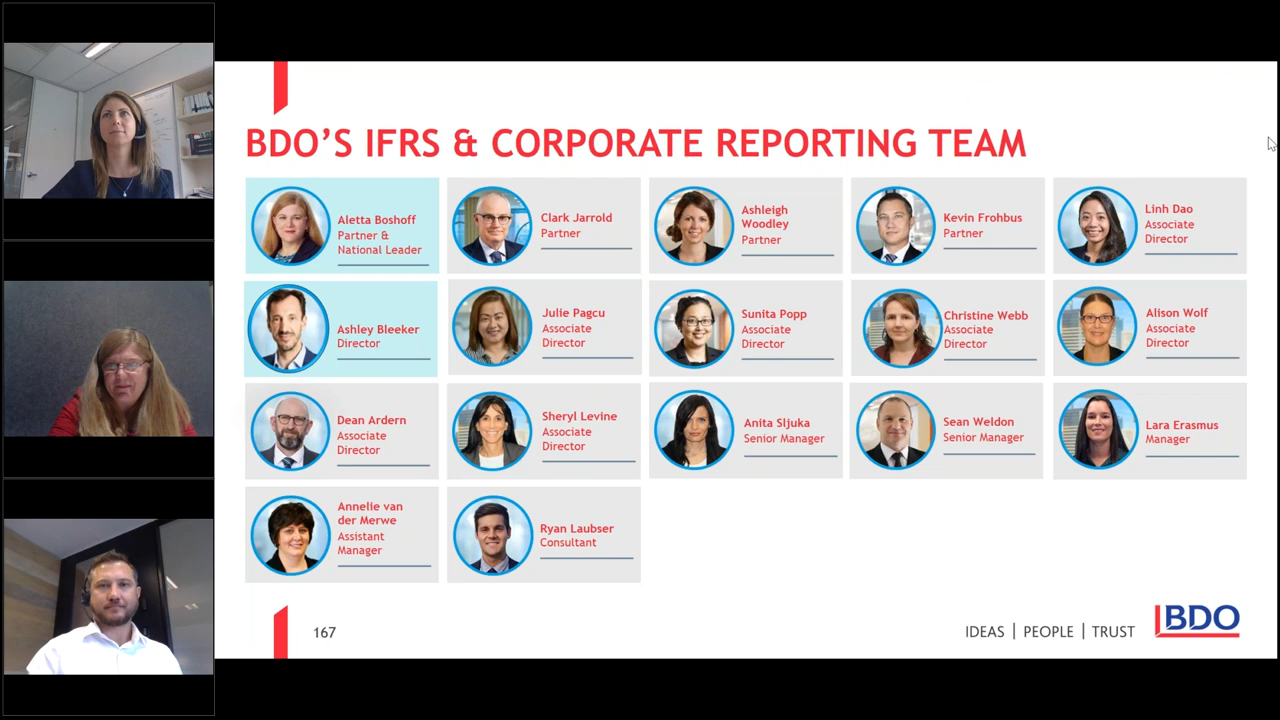 BDO'S IFRS & CORPORATE REPORTING TEAM
Aletta Boshoff
Partner &
National Leader
Clark Jarrold
Partner
Ashleigh
Woodley
Partner
Kevin Frohbus
Partner
Linh Dao
Associate
Director
Ashley Bleeker
Director
Julie Pagcu
Associate
Director
Sunita Popp
Associate
Director
Christine Webb
Associate
Director
Alison Wolf
Associate
Director
Dean Ardern
Associate
Director
Sheryl Levine
Associate
Director
Anita Sljuka
Senior Manager
Sean Weldon
Senior Manager
Lara Erasmus
Manager
Annelie van
der Merwe
Assistant
Manager
Ryan Laubser
Consultant
167
IDEAS | PEOPLE | TRUST
BDO